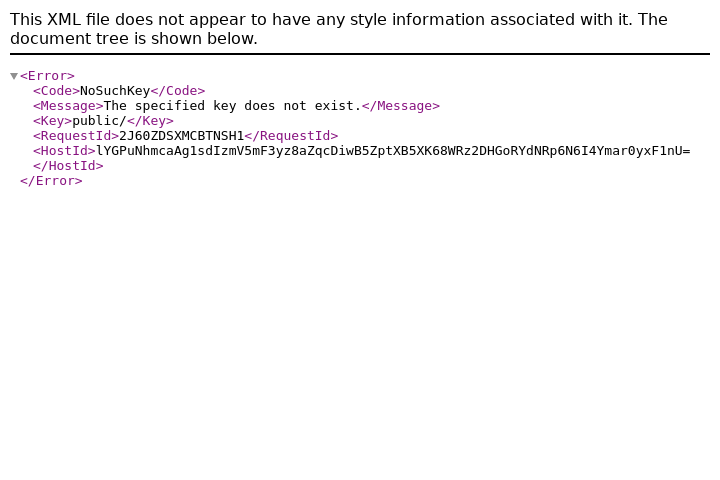 This XML file does not appear to have any style information associated with it. The
document tree is shown below.
<Error>
<Code>NoSuchKey</Code>
<Message>The specified key does not exist.</Message>
<Key>public/</Key>
<RequestId>2J60ZDSXMCBTNSH1</RequestId>
<HostId>lYGPuNhmcaAg1sdIzmV5mF3yz8aZqcDiwB5ZptXB5XK68WRz2DHGoRYdNRp6N6I4Ymar0yxF1nU=
</HostId>
</Error>